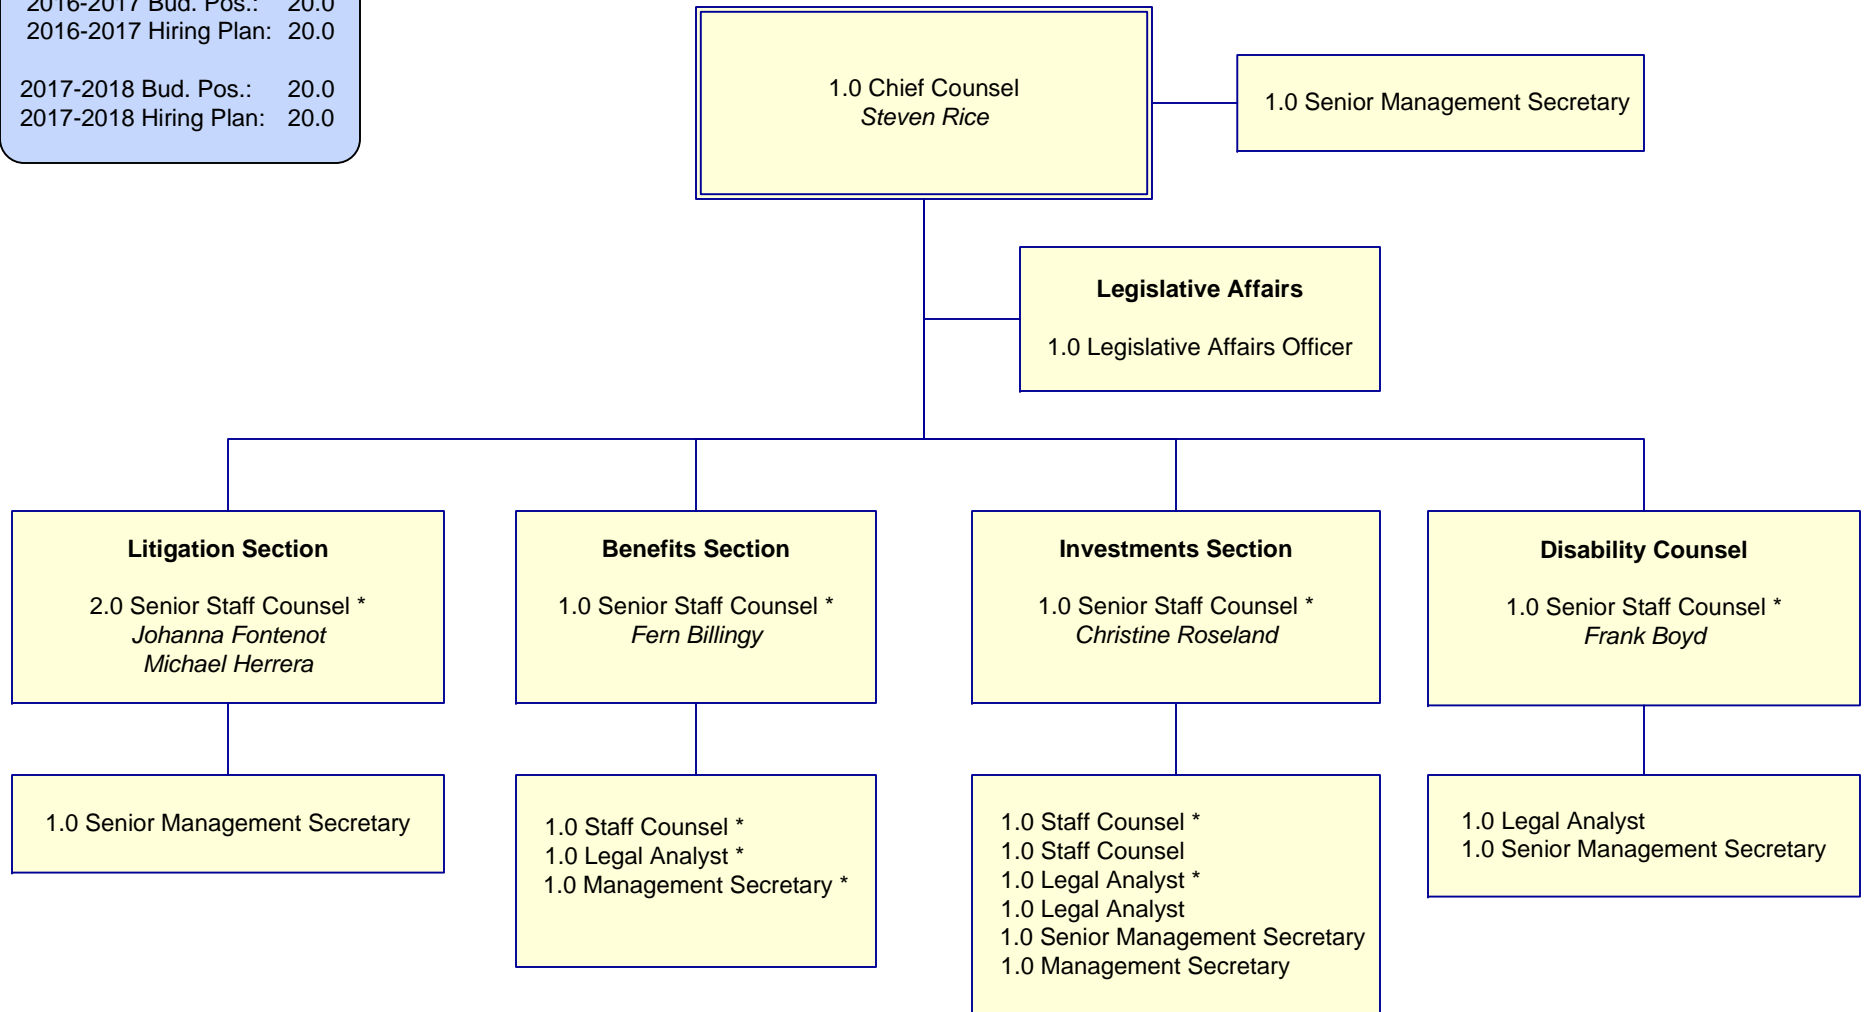 2016-2017 Bud. Pos.: 20.0
2016-2017 Hiring Plan: 20.0
2017-2018 Bud. Pos.: 20.0
2017-2018 Hiring Plan: 20.0
1.0 Chief Counsel
Steven Rice
1.0 Senior Management Secretary
Legislative Affairs
1.0 Legislative Affairs Officer
Litigation Section
2.0 Senior Staff Counsel *
Johanna Fontenot
Michael Herrera
Benefits Section
1.0 Senior Staff Counsel *
Fern Billingy
Investments Section
1.0 Senior Staff Counsel *
Christine Roseland
Disability Counsel
1.0 Senior Staff Counsel *
Frank Boyd
1.0 Senior Management Secretary
1.0 Staff Counsel *
1.0 Legal Analyst *
1.0 Management Secretary *
1.0 Staff Counsel *
1.0 Staff Counsel
1.0 Legal Analyst *
1.0 Legal Analyst
1.0 Senior Management Secretary
1.0 Management Secretary
1.0 Legal Analyst
1.0 Senior Management Secretary